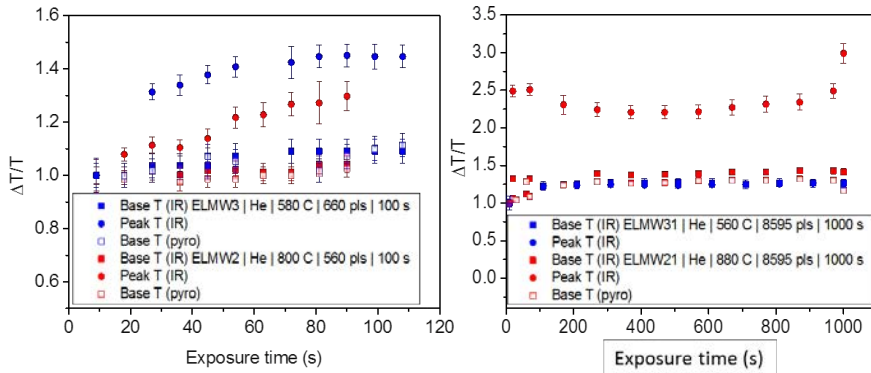 1.6
1.4
1.2
1.0
0.8
0.6
ΔT/T
Base T (IR) ELMW3 | He | 580 C | 660 pls | 100 s
Peak T (IR)
Base T (pyro)
Base T (IR) ELMW2 | He | 800 C | 560 pls | 100 s
Peak T (IR)
Base T (pyro)
0 20 40 60 80 100 120
Exposure time (s)
3.5
3.0
2.5
2.0
1.5
1.0
0.5
0.0
ΔT/T
Base T (IR) ELMW31 | He | 560 C | 8595 pls | 1000 s
Peak T (IR)
Base T (IR) ELMW21 | He | 880 C | 8595 pls | 1000 s
Peak T (IR)
Base T (pyro)
0 200 400 600 800 1000
Exposure time (s)